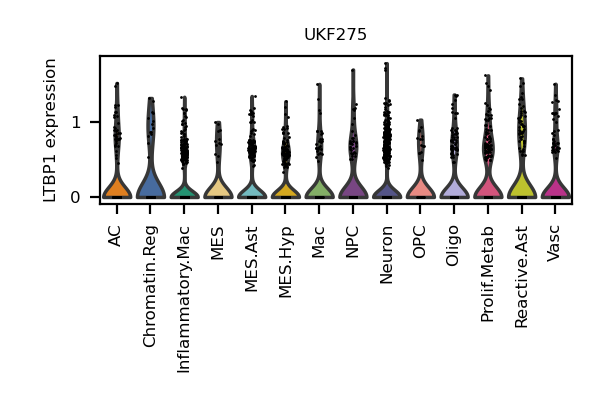 UKF275
LTBP1 expression
1
0
AC
Chromatin.Reg
Inflammatory.Mac
MES
MES.Ast
MES.Hyp
Mac
NPC
Neuron
OPC
Oligo
Prolif.Metab
Reactive.Ast
Vasc